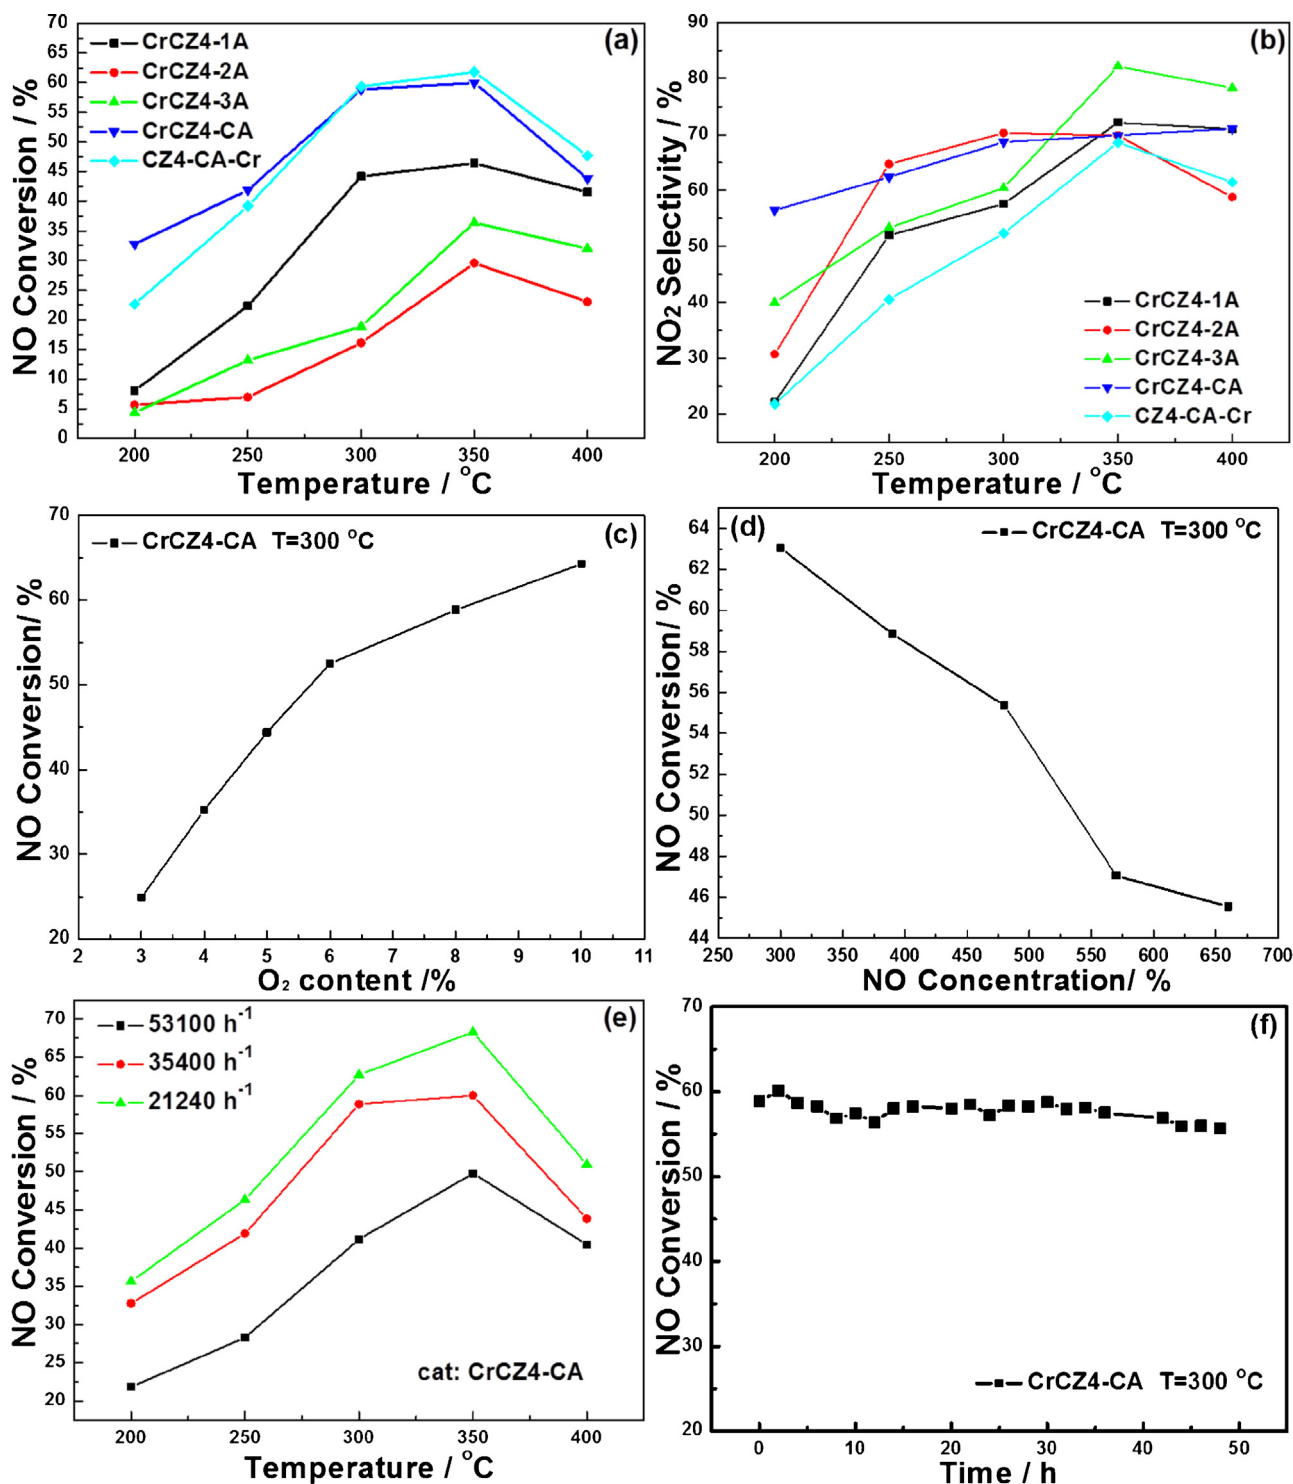 70
65
60
55
50
45
40
35
30
25
20
15
10
5
0
NO Conversion / %
CrCZ4-1A
CrCZ4-2A
CrCZ4-3A
CrCZ4-CA
CZ4-CA-Cr
(a)
200 250 300 350 400
Temperature / °C
90
80
70
60
50
40
30
20
NO₂ Selectivity / %
(b)
CrCZ4-1A
CrCZ4-2A
CrCZ4-3A
CrCZ4-CA
CZ4-CA-Cr
200 250 300 350 400
Temperature / °C
70
60
50
40
30
20
NO Conversion/ %
CrCZ4-CA T=300 °C
(c)
2 3 4 5 6 7 8 9 10 11
O₂ content /%
64
62
60
58
56
54
52
50
48
46
44
NO Conversion/ %
(d)
CrCZ4-CA T=300 °C
250 300 350 400 450 500 550 600 650 700
NO Concentration/ %
70
65
60
55
50
45
40
35
30
25
20
NO Conversion / %
53100 h⁻¹
35400 h⁻¹
21240 h⁻¹
(e)
cat: CrCZ4-CA
200 250 300 350 400
Temperature / °C
70
60
50
40
30
20
NO Conversion / %
(f)
CrCZ4-CA T=300 °C
0 10 20 30 40 50
Time / h